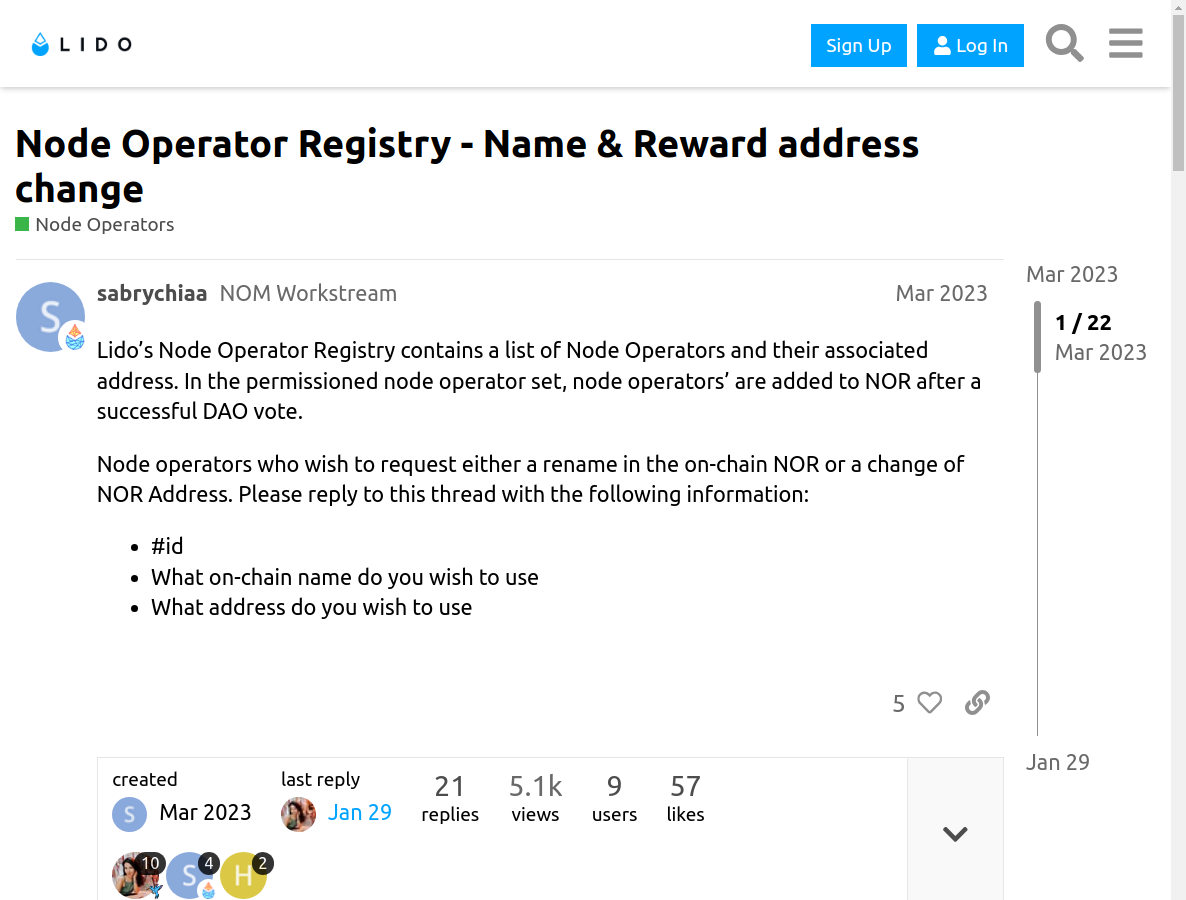 LIDO
Sign Up
Log In
Node Operator Registry - Name & Reward address
change
Node Operators
sabrychiaa NOM Workstream
Mar 2023
Mar 2023
1 / 22
Mar 2023
Lido’s Node Operator Registry contains a list of Node Operators and their associated
address. In the permissioned node operator set, node operators’ are added to NOR after a
successful DAO vote.
Node operators who wish to request either a rename in the on-chain NOR or a change of
NOR Address. Please reply to this thread with the following information:
#id
What on-chain name do you wish to use
What address do you wish to use
5
Jan 29
created
S Mar 2023
last reply
Jan 29
21
replies
5.1k
views
9
users
57
likes
10
S 4
H 2
S